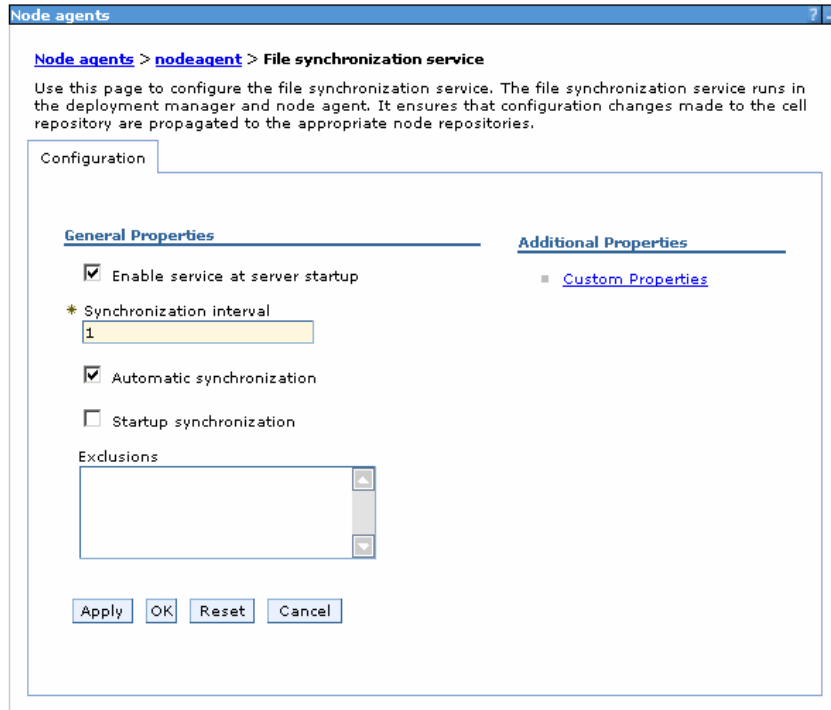 Node agents ? -
Node agents > nodeagent > File synchronization service
Use this page to configure the file synchronization service. The file synchronization service runs in
the deployment manager and node agent. It ensures that configuration changes made to the cell
repository are propagated to the appropriate node repositories.
Configuration
General Properties
Enable service at server startup
* Synchronization interval
1
Automatic synchronization
Startup synchronization
Exclusions
Apply OK Reset Cancel
Additional Properties
Custom Properties